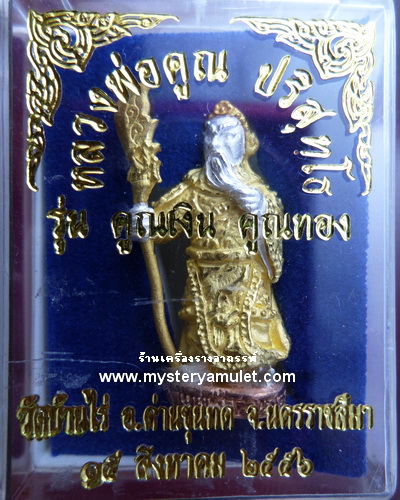 หลวงพ่อคูณ ปริสุทโธ
รุ่น คูณเงิน คูณทอง
ร้านเครื่องรางอาถรรพ์
www.mysteryamulet.com
วัดบ้านไร่ อ.ด่านขุนทด จ.นครราชสีมา
๑๕ สิงหาคม ๒๕๕๖